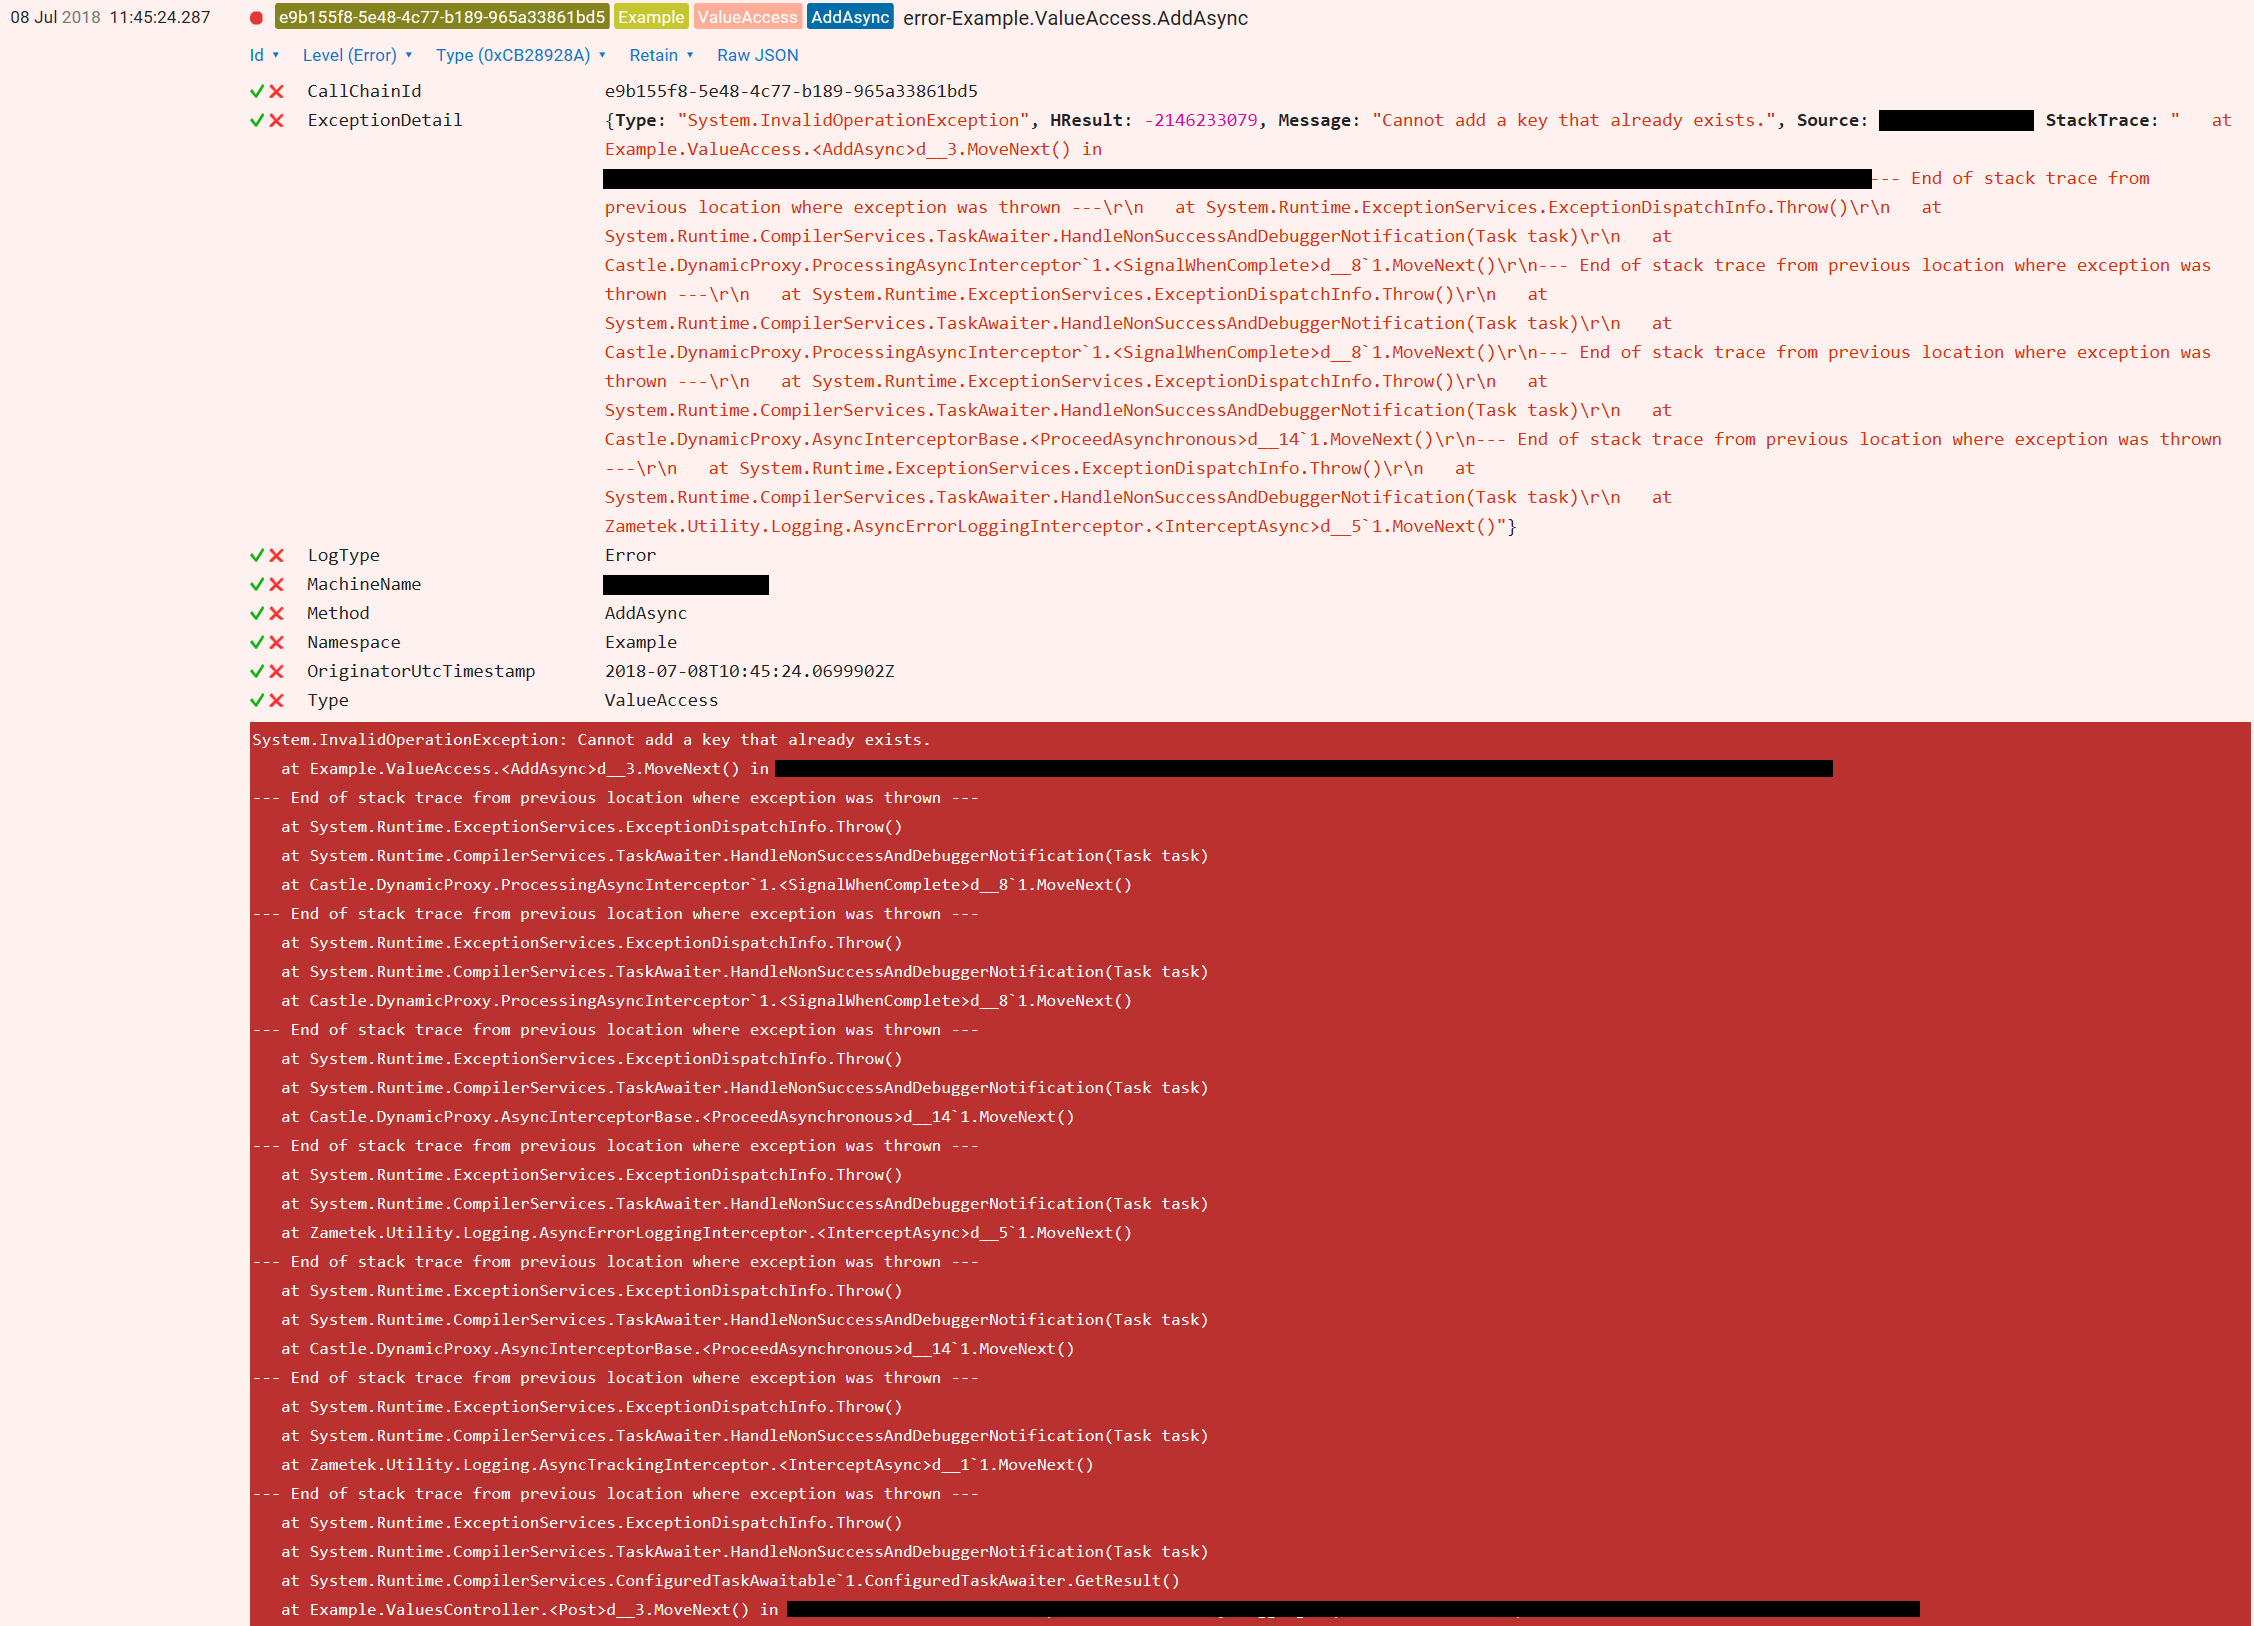 08 Jul 2018 11:45:24.287 e9b155f8-5e48-4c77-b189-965a33861bd5 Example ValueAccess AddAsync error-Example.ValueAccess.AddAsync
Id ▼ Level (Error) ▼ Type (0xCB28928A) ▼ Retain ▼ Raw JSON
CallChainId e9b155f8-5e48-4c77-b189-965a33861bd5
ExceptionDetail {Type: "System.InvalidOperationException", HResult: -2146233079, Message: "Cannot add a key that already exists.", Source: StackTrace: "   at
Example.ValueAccess.<AddAsync>d__3.MoveNext() in
--- End of stack trace from
previous location where exception was thrown ---\r\n   at System.Runtime.ExceptionServices.ExceptionDispatchInfo.Throw()\r\n   at
System.Runtime.CompilerServices.TaskAwaiter.HandleNonSuccessAndDebuggerNotification(Task task)\r\n   at
Castle.DynamicProxy.ProcessingAsyncInterceptor`1.<SignalWhenComplete>d__8`1.MoveNext()\r\n--- End of stack trace from previous location where exception was
thrown ---\r\n   at System.Runtime.ExceptionServices.ExceptionDispatchInfo.Throw()\r\n   at
System.Runtime.CompilerServices.TaskAwaiter.HandleNonSuccessAndDebuggerNotification(Task task)\r\n   at
Castle.DynamicProxy.ProcessingAsyncInterceptor`1.<SignalWhenComplete>d__8`1.MoveNext()\r\n--- End of stack trace from previous location where exception was
thrown ---\r\n   at System.Runtime.ExceptionServices.ExceptionDispatchInfo.Throw()\r\n   at
System.Runtime.CompilerServices.TaskAwaiter.HandleNonSuccessAndDebuggerNotification(Task task)\r\n   at
Castle.DynamicProxy.AsyncInterceptorBase.<ProceedAsynchronous>d__14`1.MoveNext()\r\n--- End of stack trace from previous location where exception was thrown
---\r\n   at System.Runtime.ExceptionServices.ExceptionDispatchInfo.Throw()\r\n   at
System.Runtime.CompilerServices.TaskAwaiter.HandleNonSuccessAndDebuggerNotification(Task task)\r\n   at
Zametek.Utility.Logging.AsyncErrorLoggingInterceptor.<InterceptAsync>d__5`1.MoveNext()"}
LogType Error
MachineName
Method AddAsync
Namespace Example
OriginatorUtcTimestamp 2018-07-08T10:45:24.0699902Z
Type ValueAccess
System.InvalidOperationException: Cannot add a key that already exists.
   at Example.ValueAccess.<AddAsync>d__3.MoveNext() in
--- End of stack trace from previous location where exception was thrown ---
   at System.Runtime.ExceptionServices.ExceptionDispatchInfo.Throw()
   at System.Runtime.CompilerServices.TaskAwaiter.HandleNonSuccessAndDebuggerNotification(Task task)
   at Castle.DynamicProxy.ProcessingAsyncInterceptor`1.<SignalWhenComplete>d__8`1.MoveNext()
--- End of stack trace from previous location where exception was thrown ---
   at System.Runtime.ExceptionServices.ExceptionDispatchInfo.Throw()
   at System.Runtime.CompilerServices.TaskAwaiter.HandleNonSuccessAndDebuggerNotification(Task task)
   at Castle.DynamicProxy.ProcessingAsyncInterceptor`1.<SignalWhenComplete>d__8`1.MoveNext()
--- End of stack trace from previous location where exception was thrown ---
   at System.Runtime.ExceptionServices.ExceptionDispatchInfo.Throw()
   at System.Runtime.CompilerServices.TaskAwaiter.HandleNonSuccessAndDebuggerNotification(Task task)
   at Castle.DynamicProxy.AsyncInterceptorBase.<ProceedAsynchronous>d__14`1.MoveNext()
--- End of stack trace from previous location where exception was thrown ---
   at System.Runtime.ExceptionServices.ExceptionDispatchInfo.Throw()
   at System.Runtime.CompilerServices.TaskAwaiter.HandleNonSuccessAndDebuggerNotification(Task task)
   at Zametek.Utility.Logging.AsyncErrorLoggingInterceptor.<InterceptAsync>d__5`1.MoveNext()
--- End of stack trace from previous location where exception was thrown ---
   at System.Runtime.ExceptionServices.ExceptionDispatchInfo.Throw()
   at System.Runtime.CompilerServices.TaskAwaiter.HandleNonSuccessAndDebuggerNotification(Task task)
   at Castle.DynamicProxy.AsyncInterceptorBase.<ProceedAsynchronous>d__14`1.MoveNext()
--- End of stack trace from previous location where exception was thrown ---
   at System.Runtime.ExceptionServices.ExceptionDispatchInfo.Throw()
   at System.Runtime.CompilerServices.TaskAwaiter.HandleNonSuccessAndDebuggerNotification(Task task)
   at Zametek.Utility.Logging.AsyncTrackingInterceptor.<InterceptAsync>d__1`1.MoveNext()
--- End of stack trace from previous location where exception was thrown ---
   at System.Runtime.ExceptionServices.ExceptionDispatchInfo.Throw()
   at System.Runtime.CompilerServices.TaskAwaiter.HandleNonSuccessAndDebuggerNotification(Task task)
   at System.Runtime.CompilerServices.ConfiguredTaskAwaitable`1.ConfiguredTaskAwaiter.GetResult()
   at Example.ValuesController.<Post>d__3.MoveNext() in